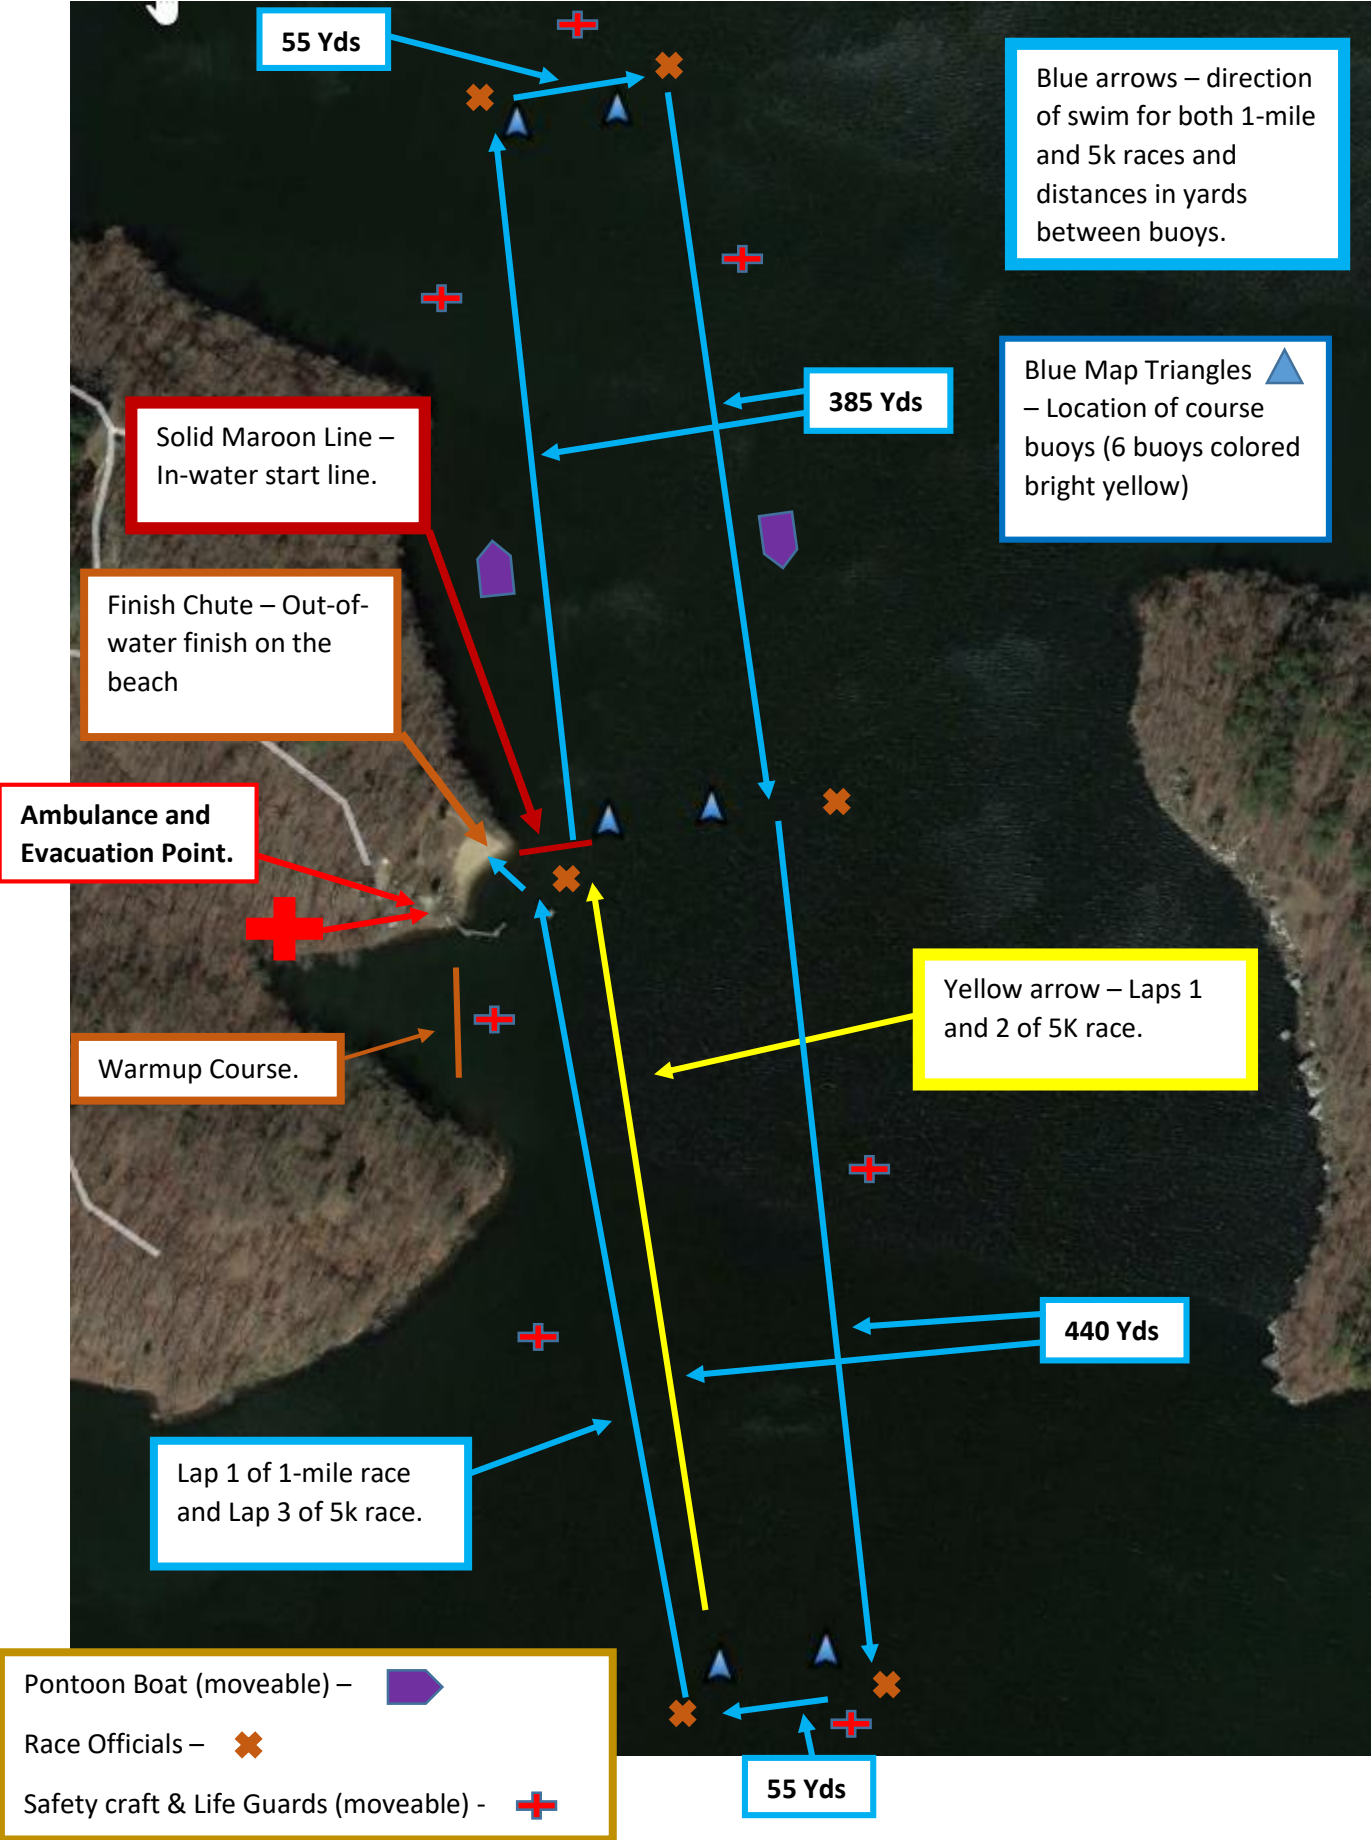 55 Yds
Blue arrows – direction
of swim for both 1-mile
and 5k races and
distances in yards
between buoys.
Blue Map Triangles
– Location of course
buoys (6 buoys colored
bright yellow)
385 Yds
Solid Maroon Line –
In-water start line.
Finish Chute – Out-of-
water finish on the
beach
Ambulance and
Evacuation Point.
Yellow arrow – Laps 1
and 2 of 5K race.
Warmup Course.
440 Yds
Lap 1 of 1-mile race
and Lap 3 of 5k race.
55 Yds
Pontoon Boat (moveable) –
Race Officials –
Safety craft & Life Guards (moveable) -